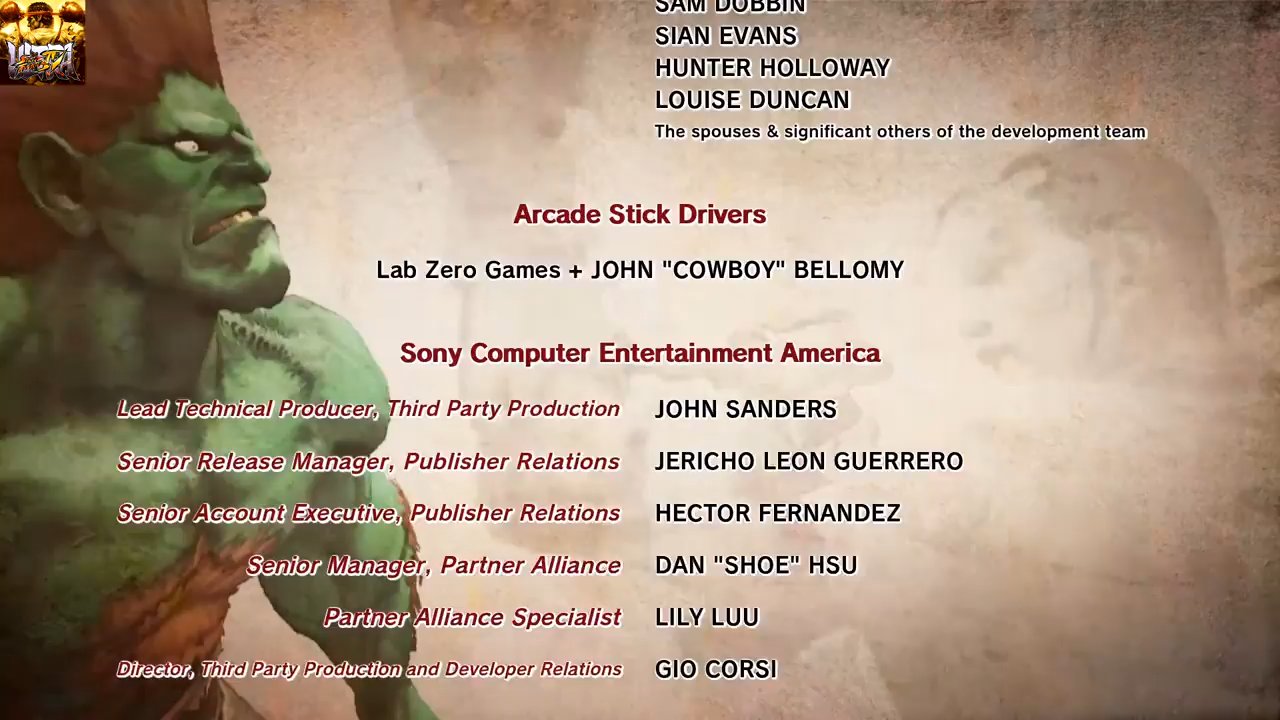 SAM DOBBIN
SIAN EVANS
HUNTER HOLLOWAY
LOUISE DUNCAN
The spouses & significant others of the development team
Arcade Stick Drivers
Lab Zero Games + JOHN "COWBOY" BELLOMY
Sony Computer Entertainment America
Lead Technical Producer, Third Party Production JOHN SANDERS
Senior Release Manager, Publisher Relations JERICHO LEON GUERRERO
Senior Account Executive, Publisher Relations HECTOR FERNANDEZ
Senior Manager, Partner Alliance DAN "SHOE" HSU
Partner Alliance Specialist LILY LUU
Director, Third Party Production and Developer Relations GIO CORSI
ULTRA